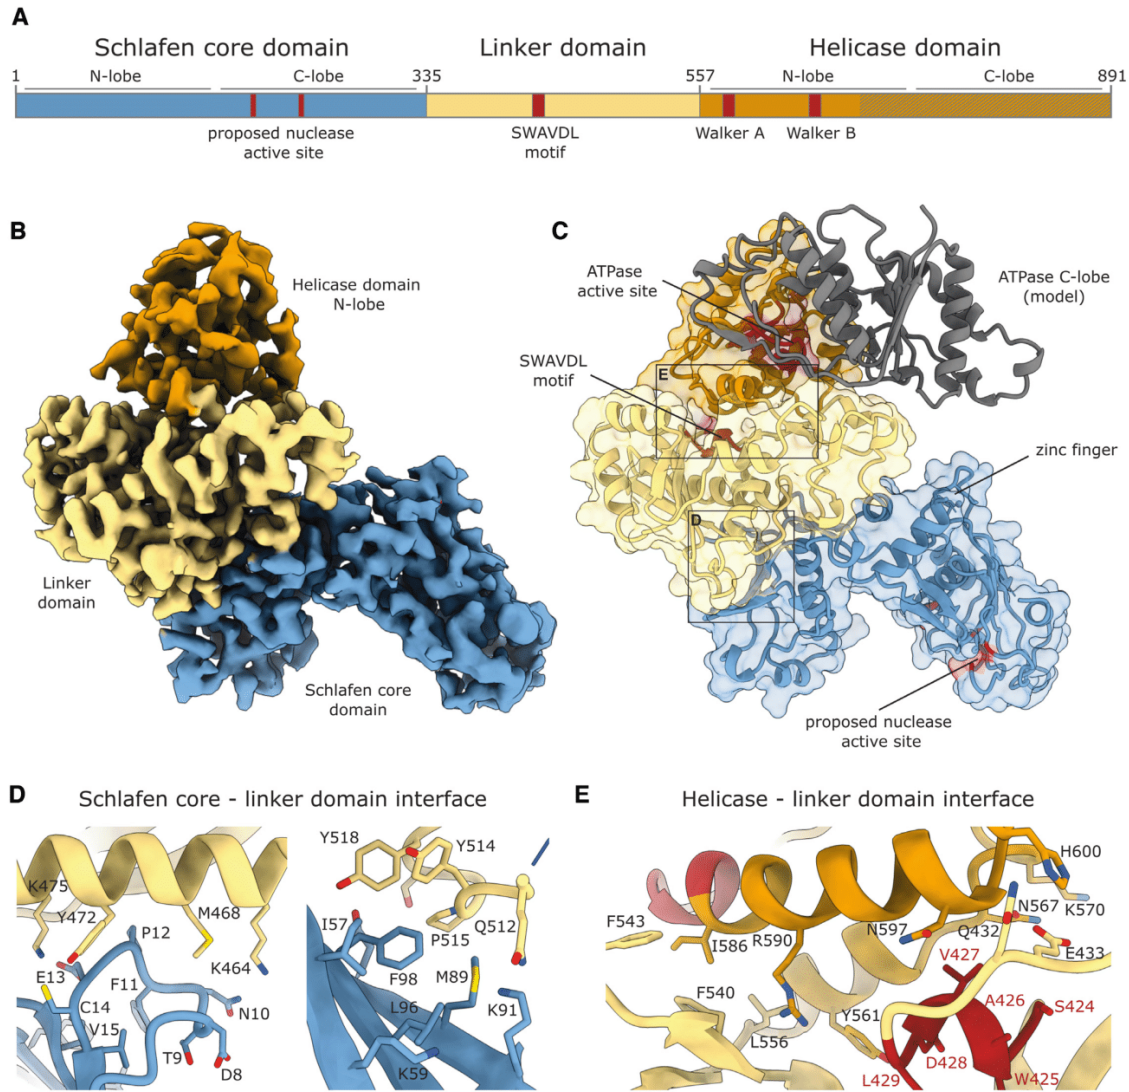 A
Schlafen core domain
Linker domain
Helicase domain
1
N-lobe
C-lobe
335
557
N-lobe
C-lobe
891
proposed nuclease
active site
SWAVDL
motif
Walker A
Walker B
B
Helicase domain
N-lobe
Linker
domain
Schlafen core
domain
C
ATPase
active site
ATPase C-lobe
(model)
SWAVDL
motif
E
zinc finger
D
proposed nuclease
active site
D
Schlafen core - linker domain interface
K475
Y472
M468
P12
K464
E13
F11
C14
N10
V15
T9
D8
Y518
Y514
I57
P515
Q512
F98
M89
L96
K91
K59
E
Helicase - linker domain interface
H600
F543
N567
K570
I586
R590
N597
Q432
E433
V427
F540
A426
S424
Y561
L556
D428
W425
L429